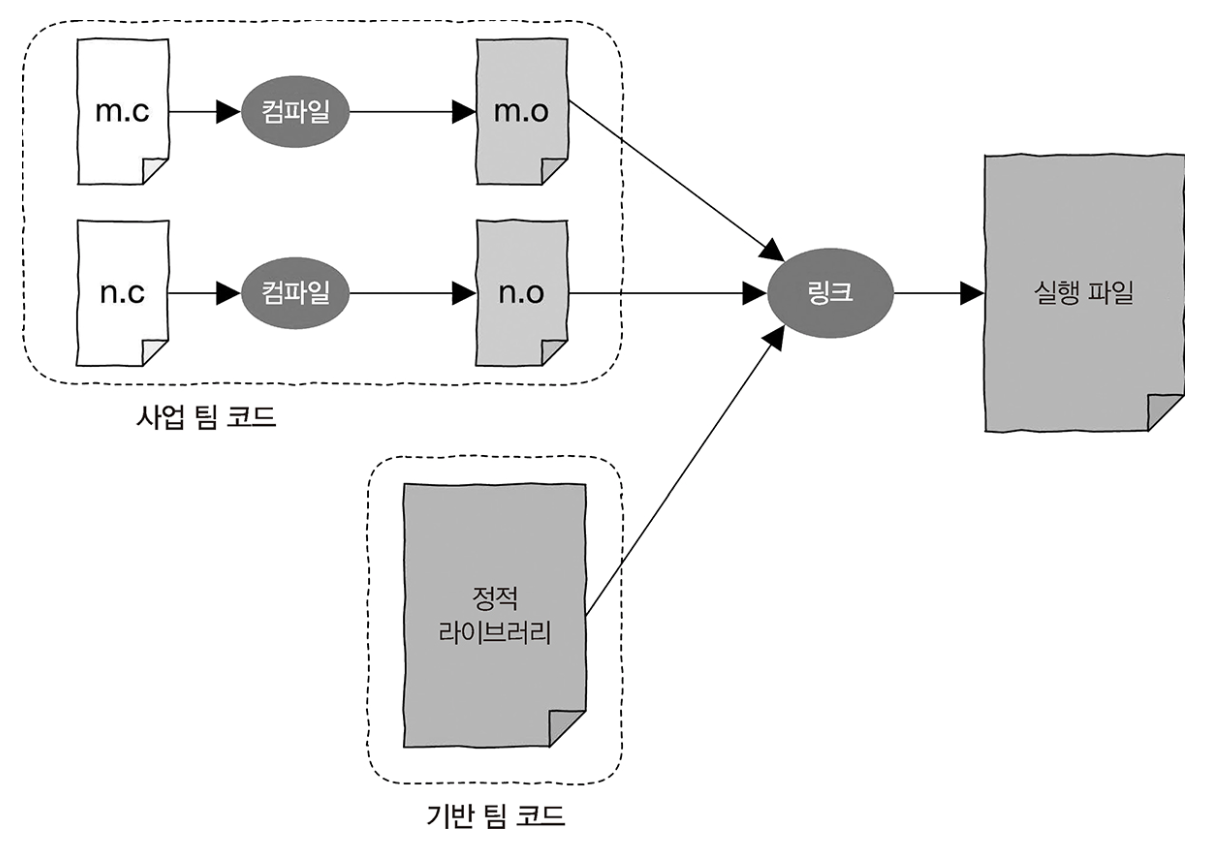 m.c
컴파일
m.o
n.c
컴파일
n.o
링크
실행 파일
사업 팀 코드
정적
라이브러리
기반 팀 코드